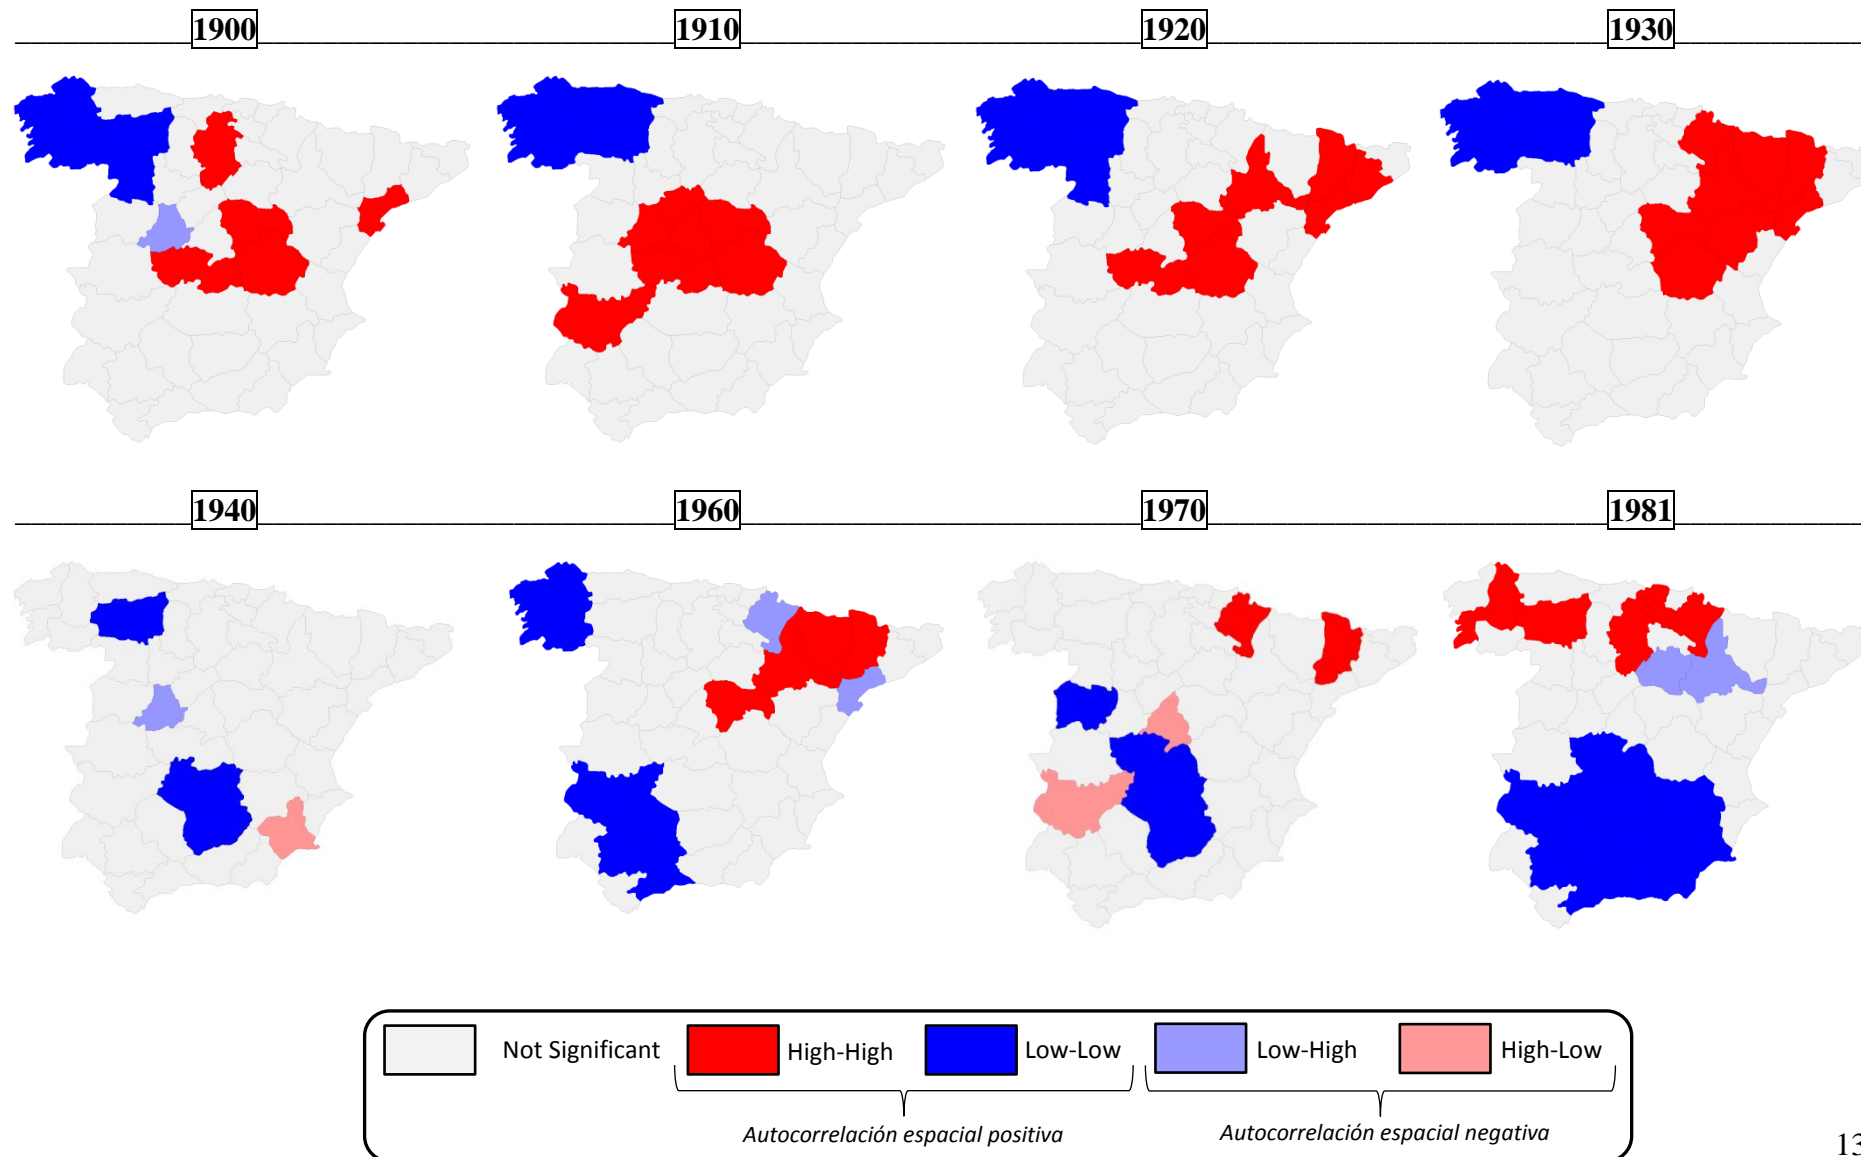 1900 1910 1920 1930
1940 1960 1970 1981
Not Significant High-High Low-Low Low-High High-Low
Autocorrelación espacial positiva Autocorrelación espacial negativa
13